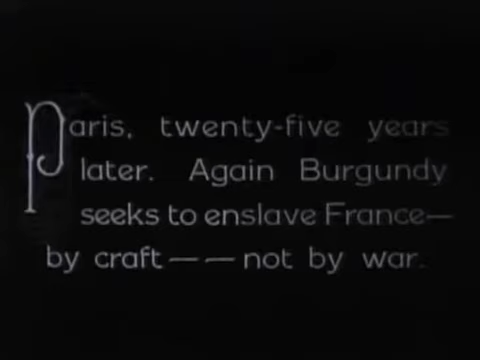 Paris, twenty-five years
later. Again Burgundy
seeks to enslave France—
by craft — — not by war.